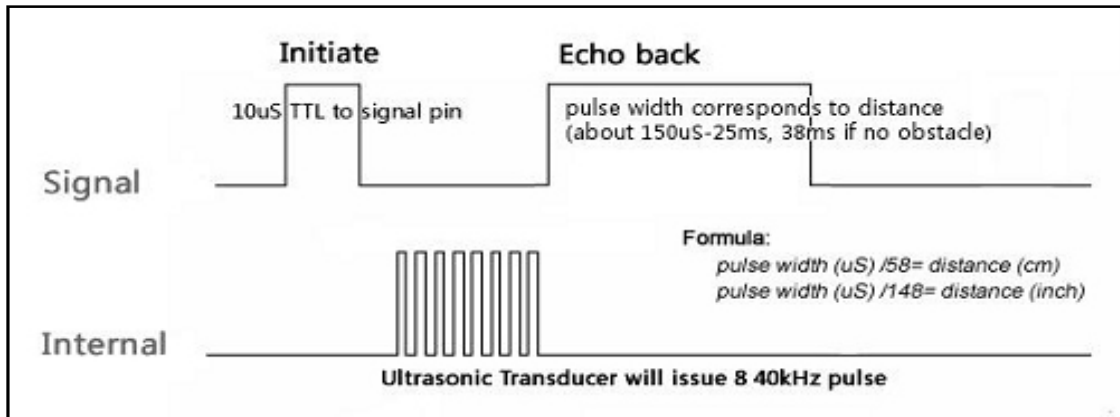 Initiate
Echo back
10uS TTL to signal pin
pulse width corresponds to distance
(about 150uS-25ms, 38ms if no obstacle)
Signal
Formula:
pulse width (uS) /58= distance (cm)
pulse width (uS) /148= distance (inch)
Internal
Ultrasonic Transducer will issue 8 40kHz pulse